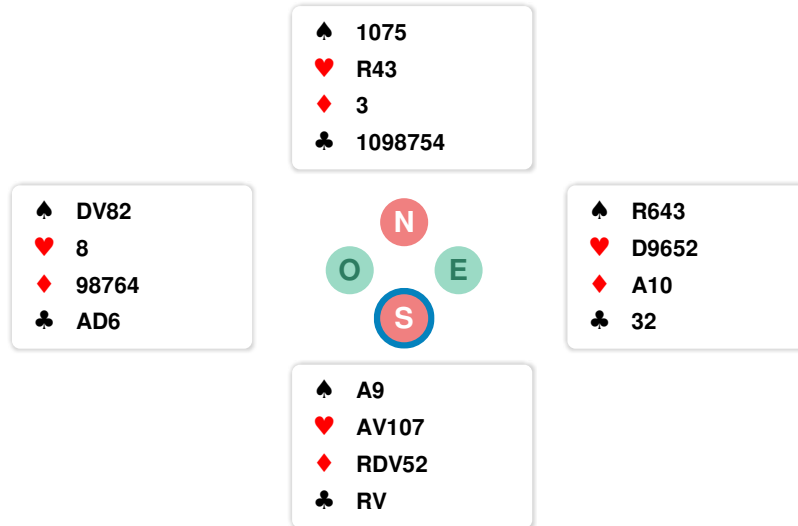 ♠ 1075
♥ R43
♦ 3
♣ 1098754
♠ DV82
♥ 8
♦ 98764
♣ AD6
N
O E
S
♠ R643
♥ D9652
♦ A10
♣ 32
♠ A9
♥ AV107
♦ RDV52
♣ RV